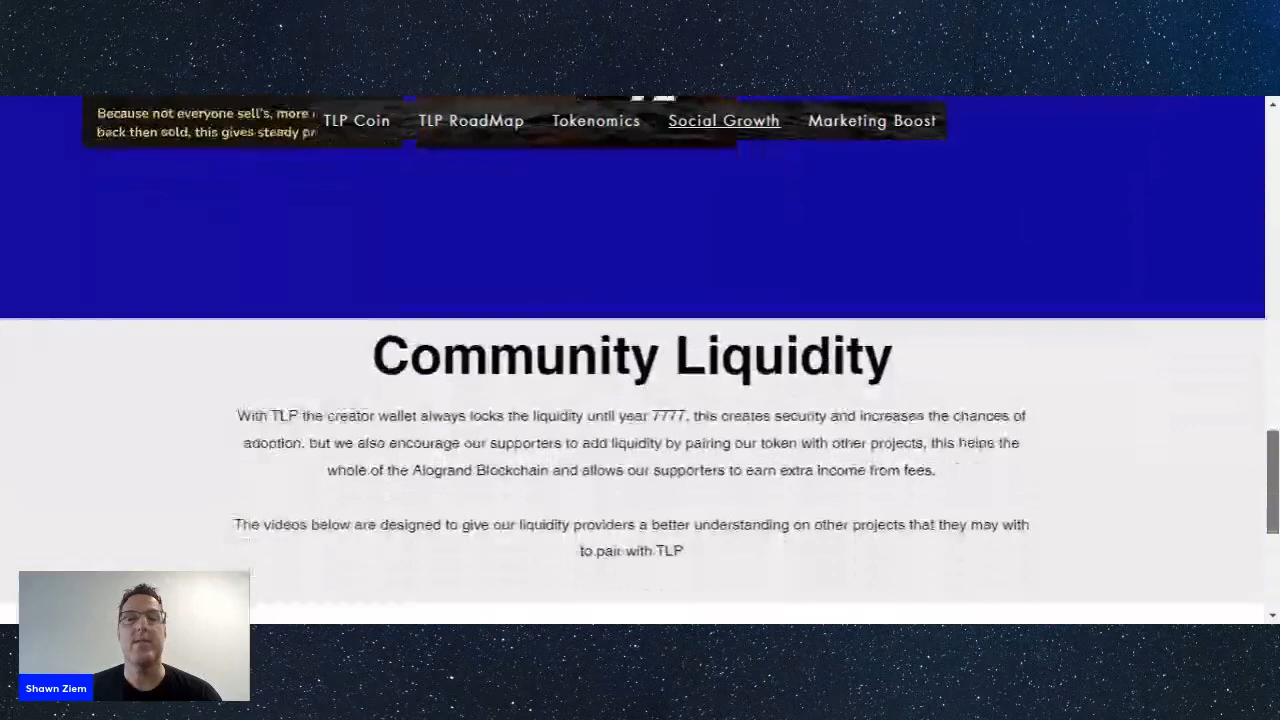 Because not everyone sell's, more
back then sold, this gives steady
TLP Coin
TLP RoadMap
Tokenomics
Social Growth
Marketing Boost
Community Liquidity
With TLP the creator wallet always locks the liquidity until year 7777, this creates security and increases the chances of
adoption. but we also encourage our supporters to add liquidity by pairing our token with other projects, this helps the
whole of the Alogrand Blockchain and allows our supporters to earn extra income from fees.
The videos below are designed to give our liquidity providers a better understanding on other projects that they may with
to pair with TLP
Shawn Ziem